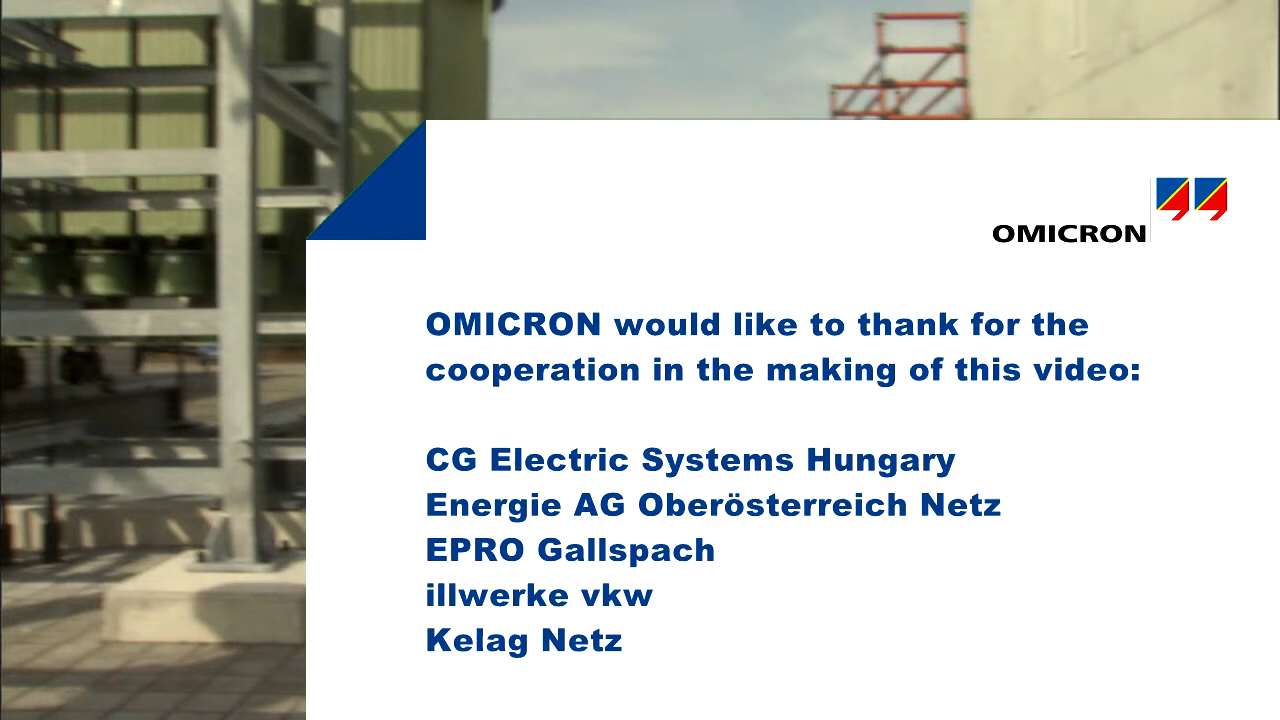 OMICRON
OMICRON would like to thank for the
cooperation in the making of this video:
CG Electric Systems Hungary
Energie AG Oberösterreich Netz
EPRO Gallspach
illwerke vkw
Kelag Netz